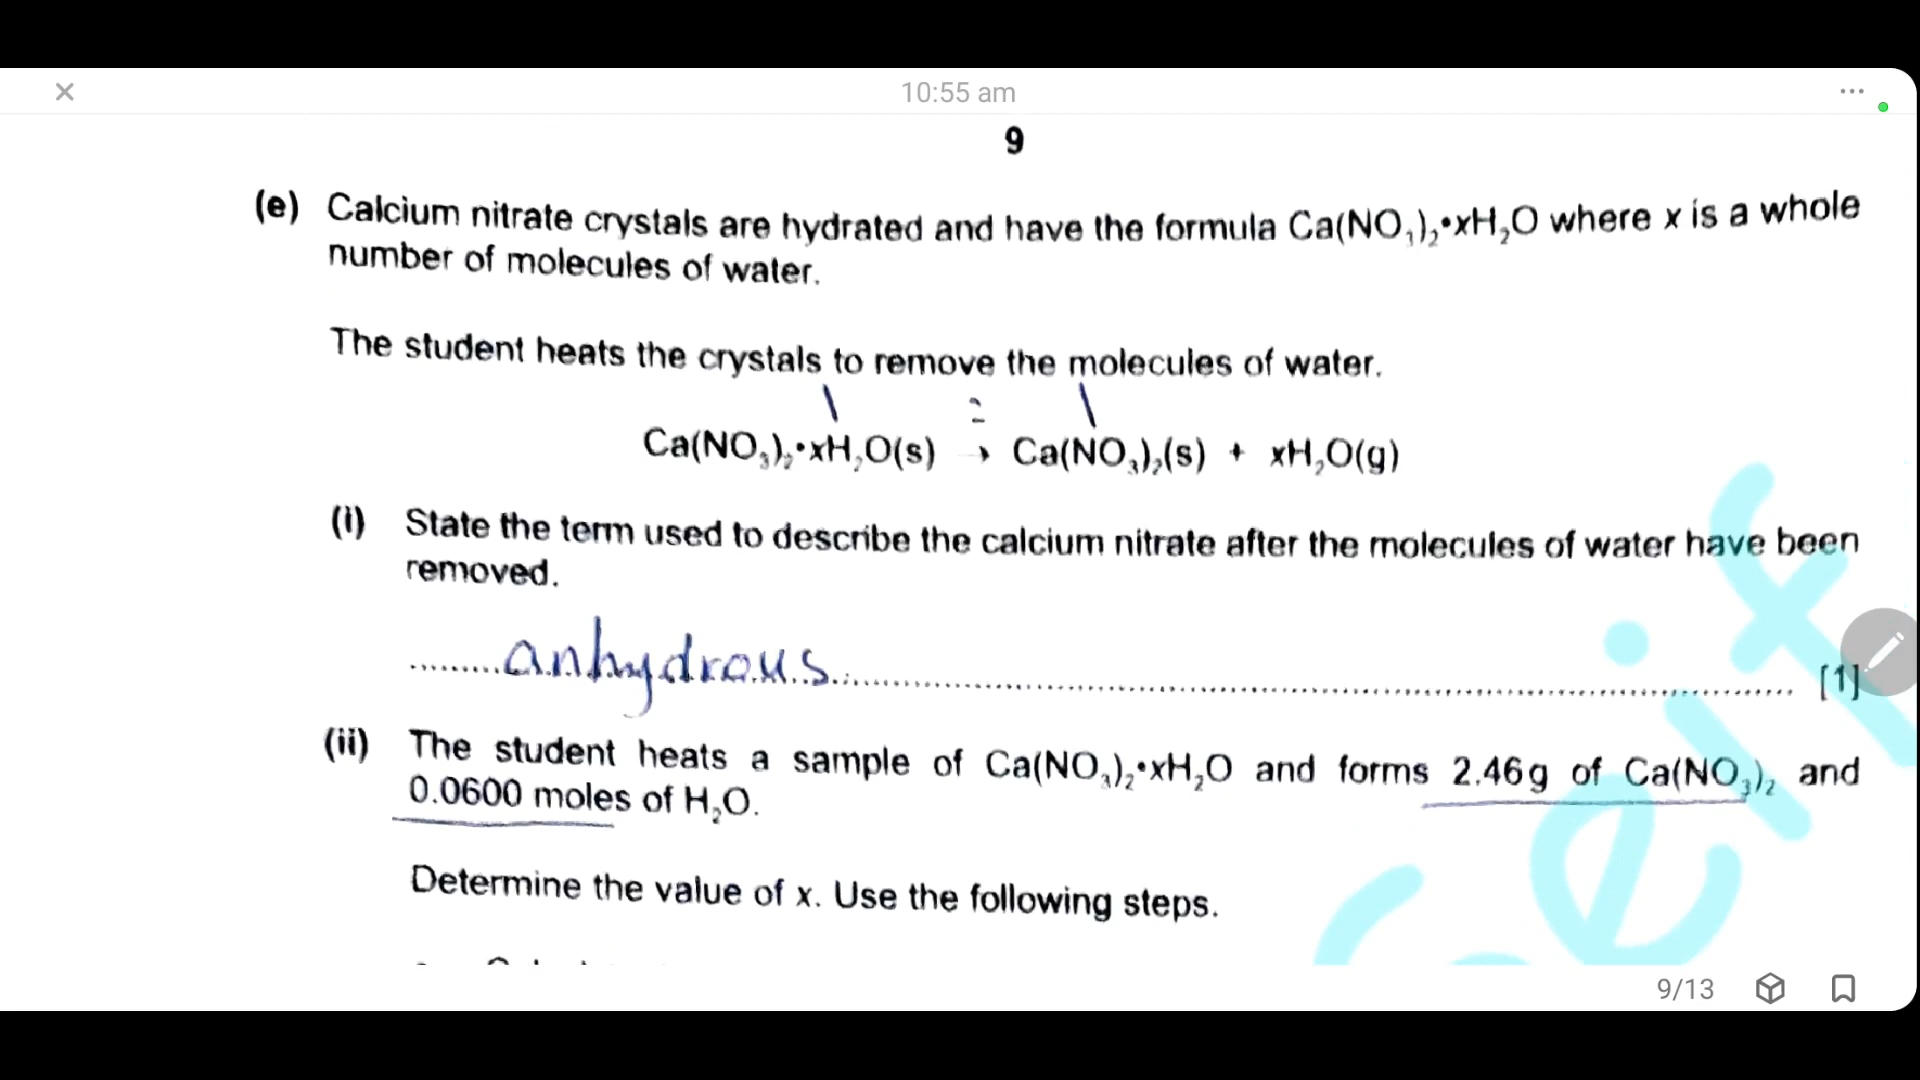 10:55 am
9
(e) Calcium nitrate crystals are hydrated and have the formula Ca(NO₃)₂•xH₂O where x is a whole
number of molecules of water.
The student heats the crystals to remove the molecules of water.
Ca(NO₃)₂•xH₂O(s) → Ca(NO₃)₂(s) + xH₂O(g)
(i) State the term used to describe the calcium nitrate after the molecules of water have been
removed.
anhydrous [1]
(ii) The student heats a sample of Ca(NO₃)₂•xH₂O and forms 2.46g of Ca(NO₃)₂ and
0.0600 moles of H₂O.
Determine the value of x. Use the following steps.
9/13